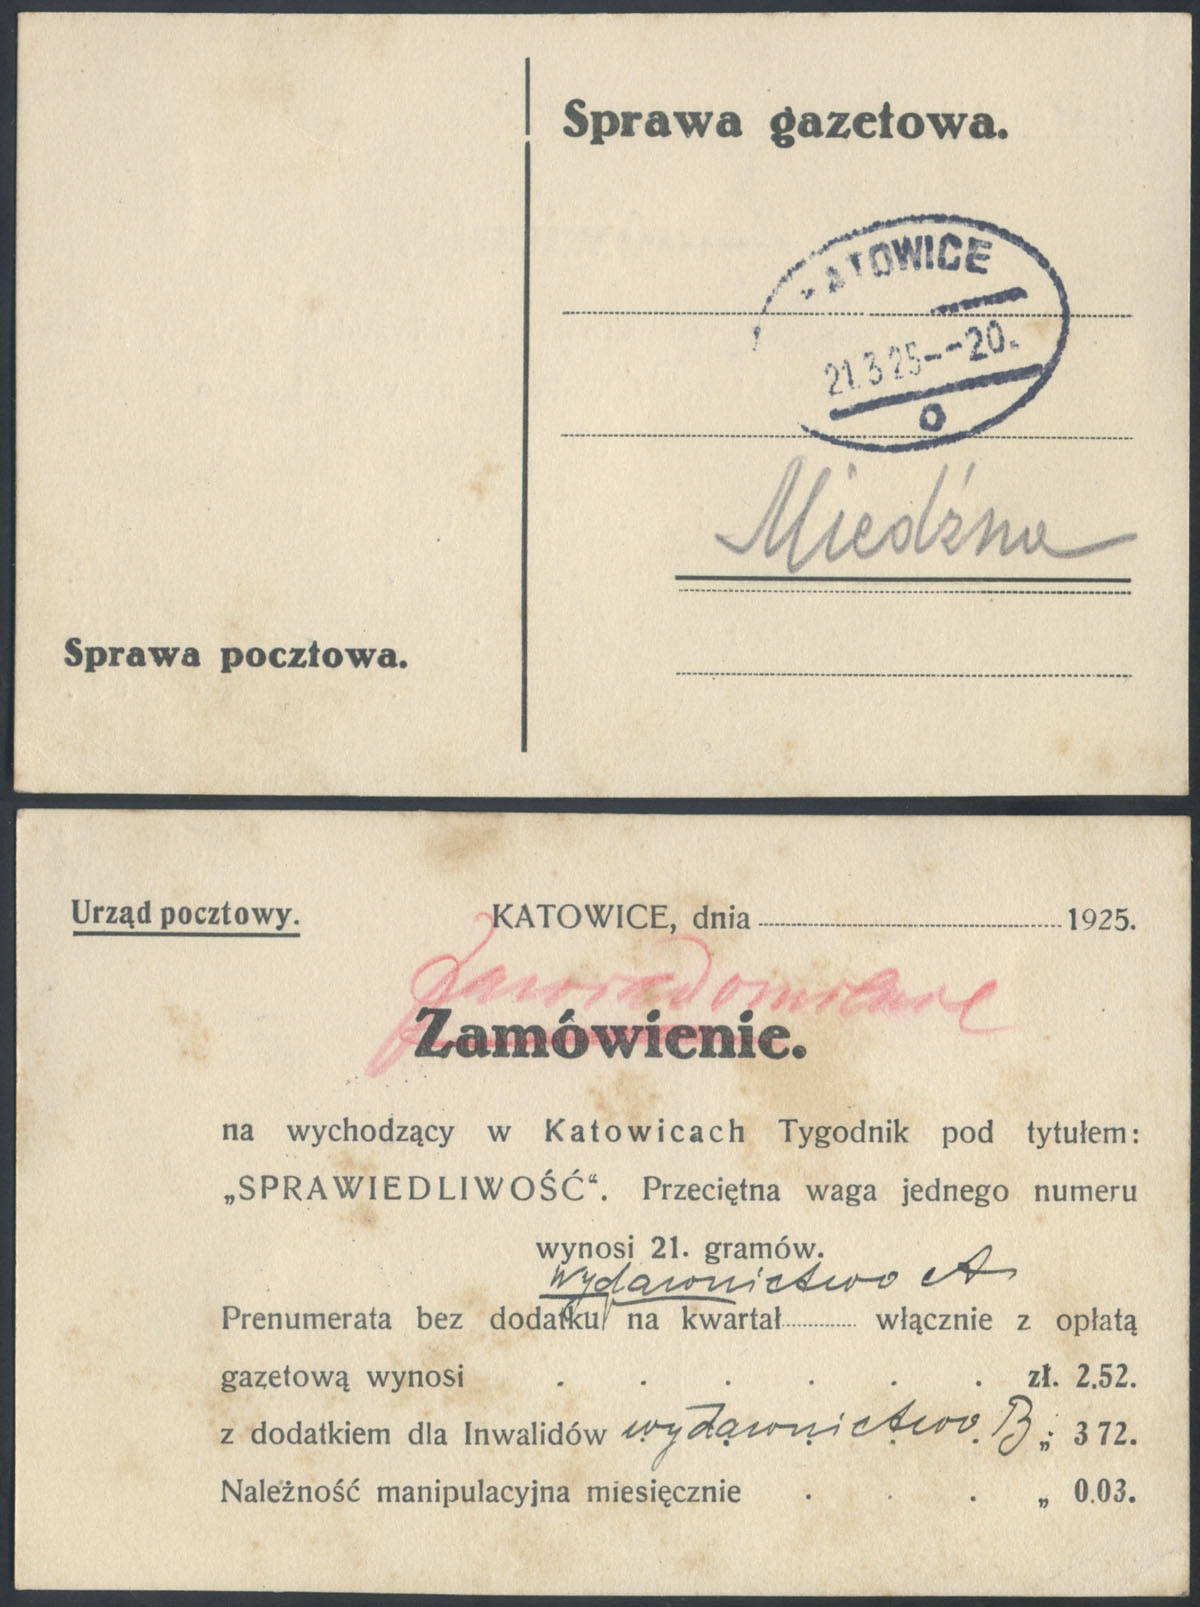 Sprawa gazetowa.
KATOWICE
21.3 25--20.
o
Miedźna
Sprawa pocztowa.
Urząd pocztowy.
KATOWICE, dnia 1925.
Zawiadomienie
Zamówienie.
na wychodzący w Katowicach Tygodnik pod tytułem:
„SPRAWIEDLIWOŚĆ“. Przeciętna waga jednego numeru
wynosi 21. gramów.
Wydawnictwo A
Prenumerata bez dodatku na kwartał włącznie z opłatą
gazetową wynosi . . . . . . zł. 2.52.
z dodatkiem dla Inwalidów wydawnictwo B „ 3 72.
Należność manipulacyjna miesięcznie . . . „ 0.03.